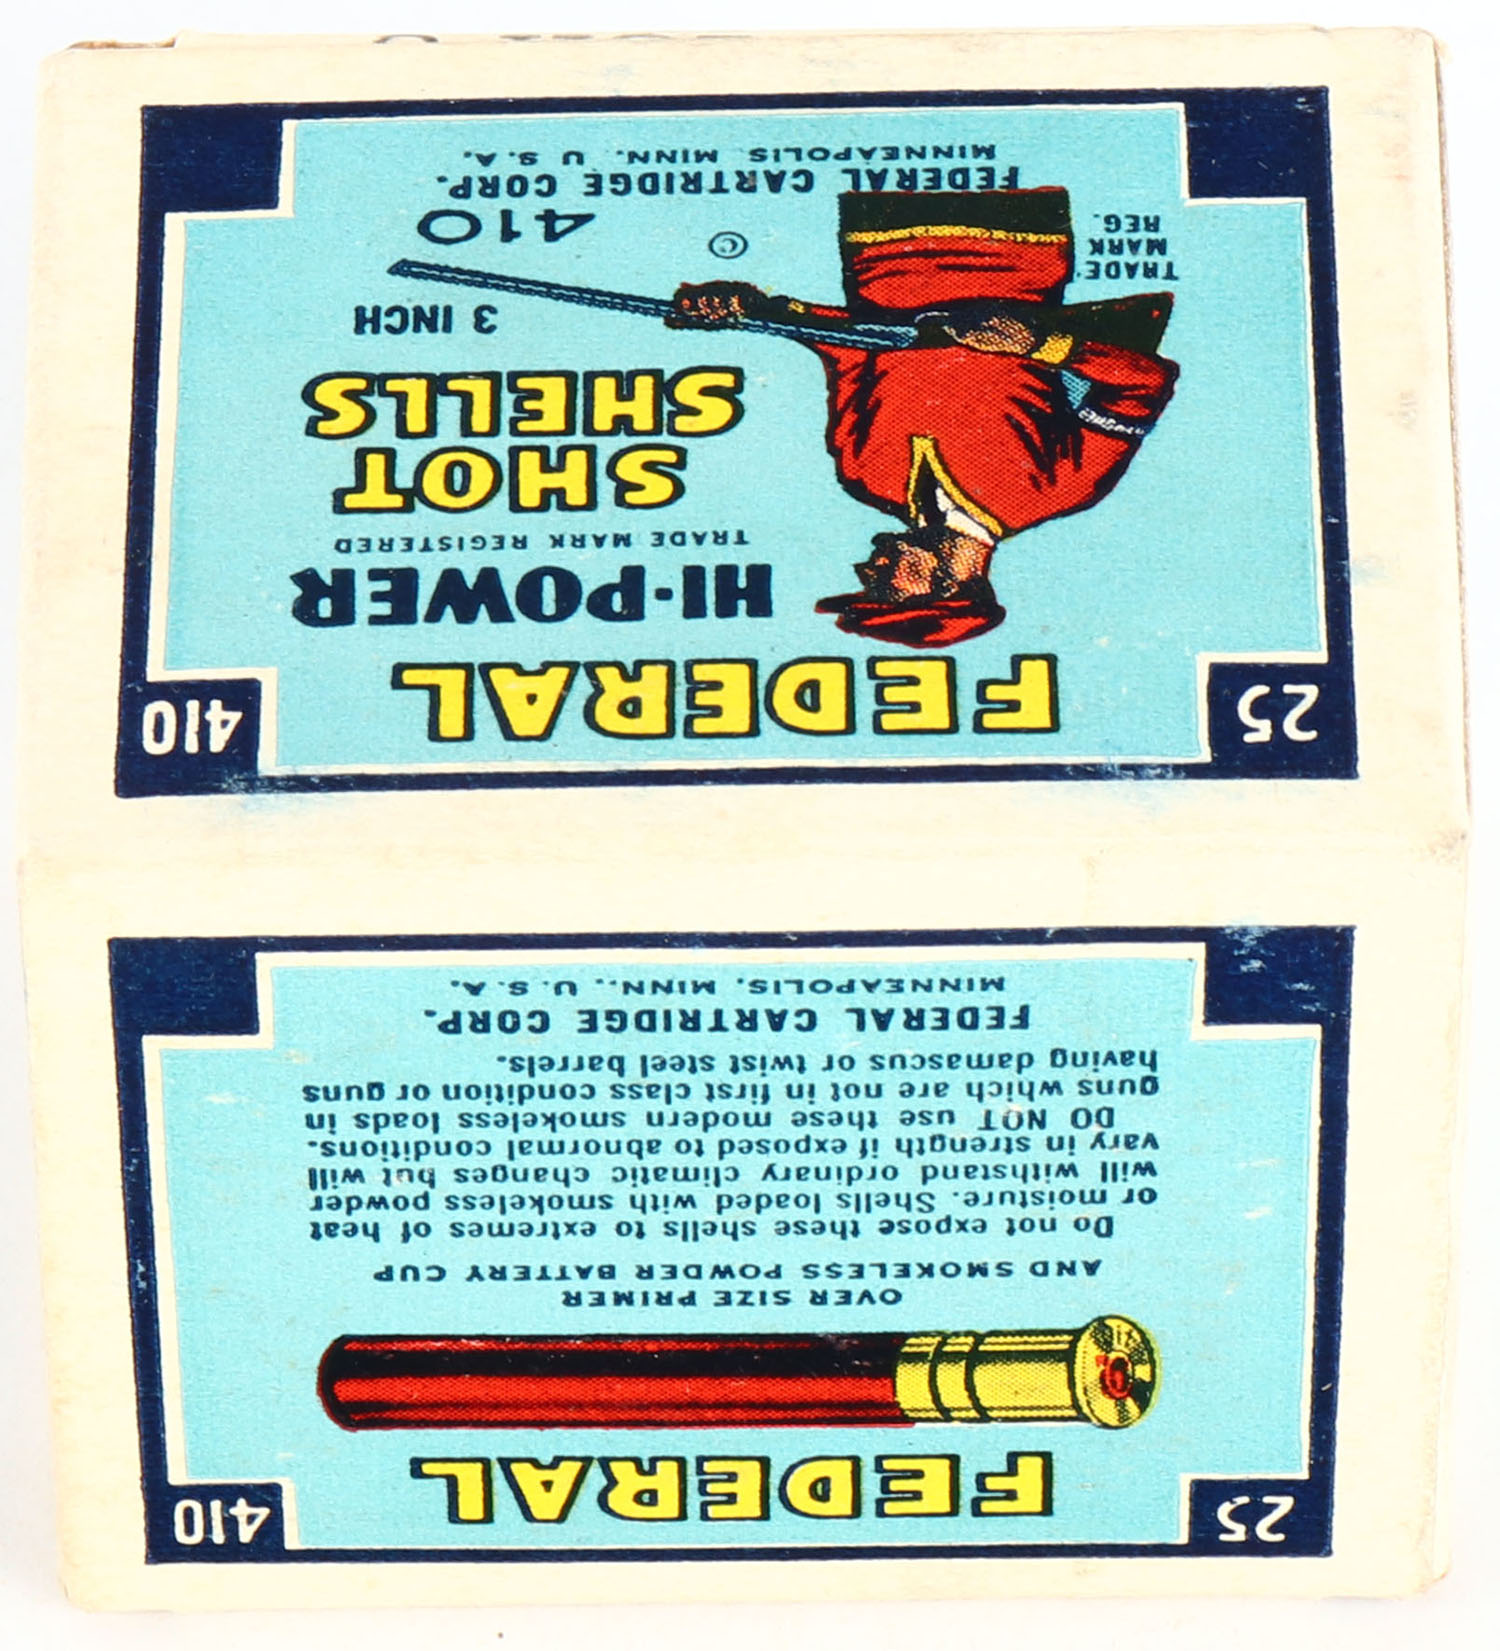 25 FEDERAL 410
OVER SIZE PRIMER
AND SMOKELESS POWDER BATTERY CUP
Do not expose these shells to extremes of heat
or moisture. Shells loaded with smokeless powder
will withstand ordinary climatic changes but will
vary in strength if exposed to abnormal conditions.
DO NOT use these modern smokeless loads in
guns which are not in first class condition or guns
having damascus or twist steel barrels.
FEDERAL CARTRIDGE CORP.
MINNEAPOLIS, MINN., U. S. A.
25 FEDERAL 410
HI-POWER
TRADE MARK REGISTERED
SHOT
SHELLS
3 INCH
TRADE
MARK
REG.
©
410
FEDERAL CARTRIDGE CORP.
MINNEAPOLIS, MINN. U. S. A.